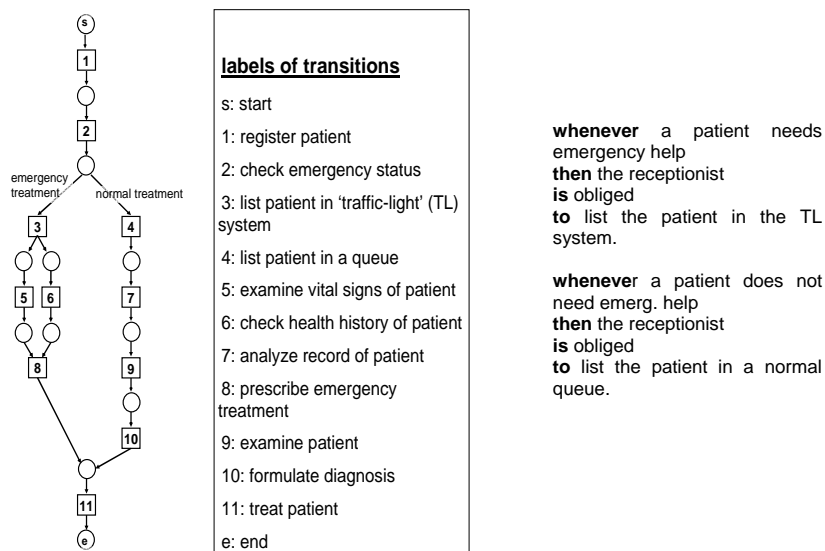 s
1
2
emergency
treatment
normal treatment
3
4
5
6
7
8
9
10
11
e
labels of transitions
s: start
1: register patient
2: check emergency status
3: list patient in ‘traffic-light’ (TL)
system
4: list patient in a queue
5: examine vital signs of patient
6: check health history of patient
7: analyze record of patient
8: prescribe emergency
treatment
9: examine patient
10: formulate diagnosis
11: treat patient
e: end
whenever a patient needs
emergency help
then the receptionist
is obliged
to list the patient in the TL
system.
whenever a patient does not
need emerg. help
then the receptionist
is obliged
to list the patient in a normal
queue.